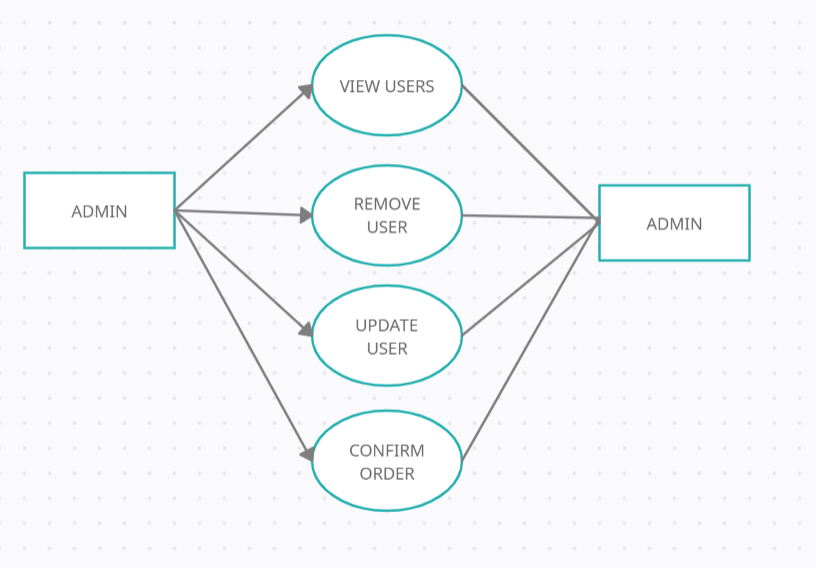 VIEW USERS
ADMIN
REMOVE
USER
ADMIN
UPDATE
USER
CONFIRM
ORDER